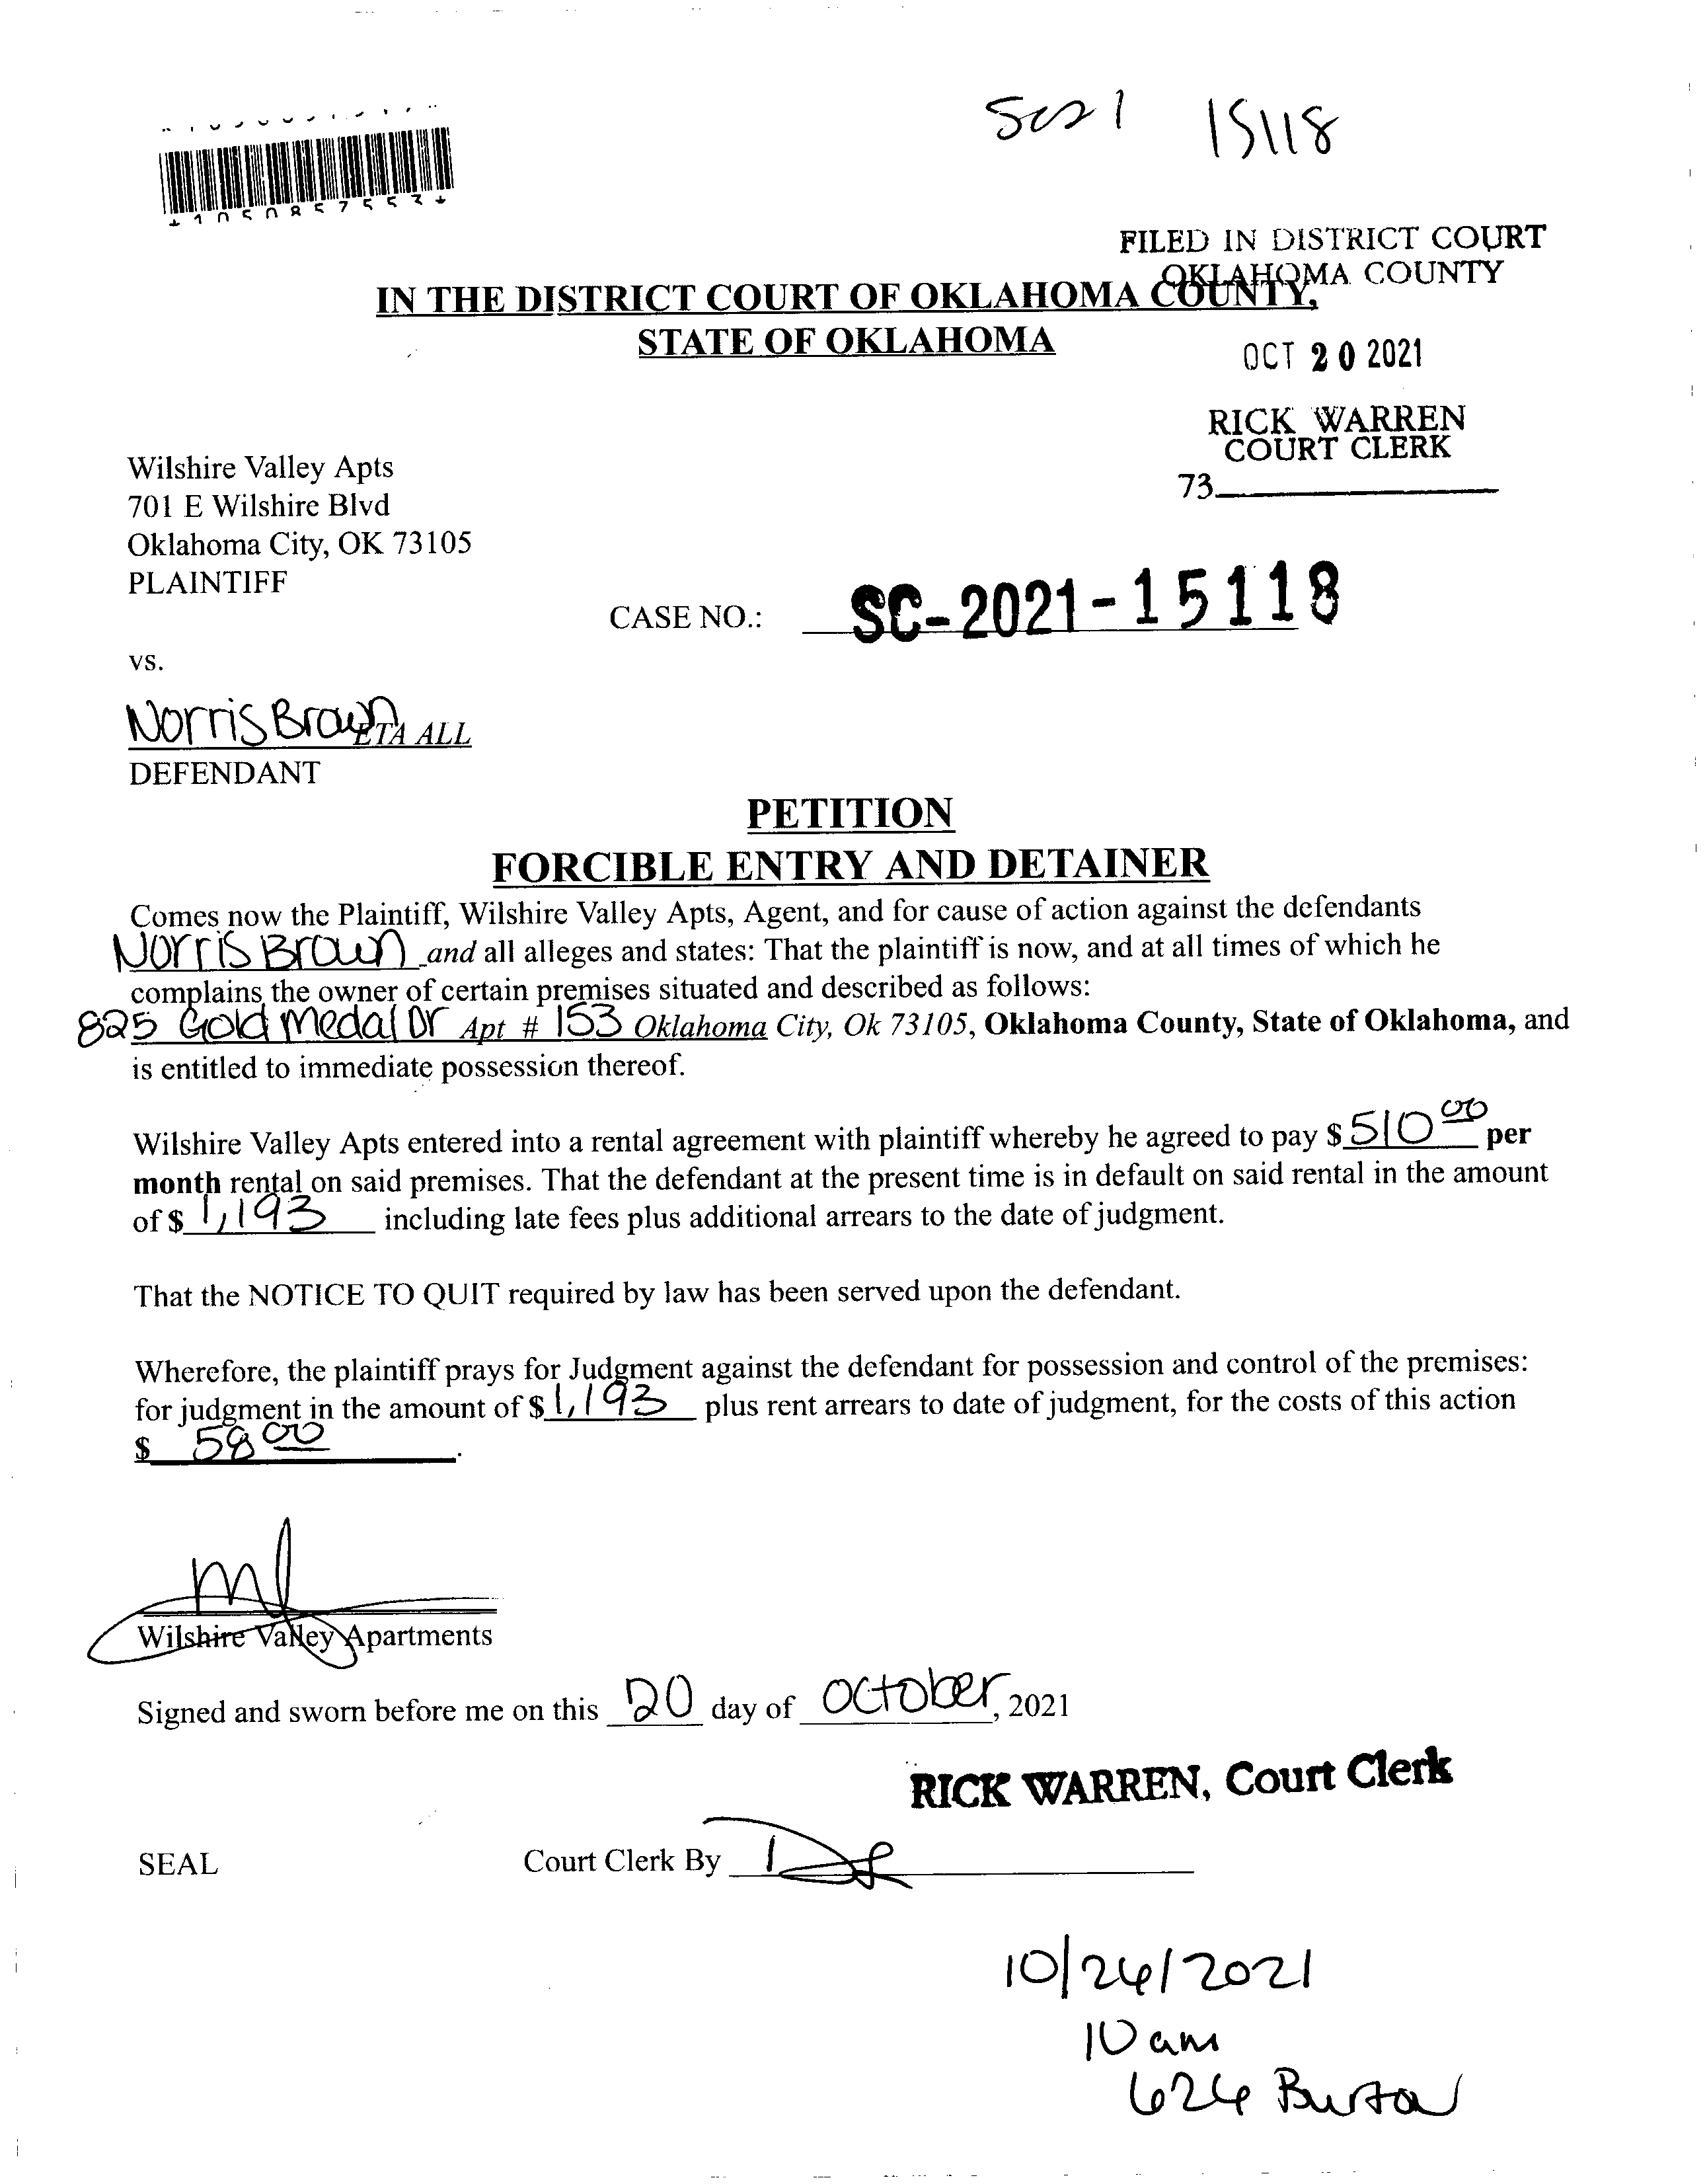 SC21 15118
*1050857553*
FILED IN DISTRICT COURT
OKLAHOMA COUNTY
IN THE DISTRICT COURT OF OKLAHOMA COUNTY,
STATE OF OKLAHOMA
OCT 20 2021
RICK WARREN
COURT CLERK
73
Wilshire Valley Apts
701 E Wilshire Blvd
Oklahoma City, OK 73105
PLAINTIFF
CASE NO.: SC-2021-15118
vs.
Norris Brown ETA ALL
DEFENDANT
PETITION
FORCIBLE ENTRY AND DETAINER
Comes now the Plaintiff, Wilshire Valley Apts, Agent, and for cause of action against the defendants
Norris Brown and all alleges and states: That the plaintiff is now, and at all times of which he
complains, the owner of certain premises situated and described as follows:
825 Gold Medal Dr Apt # 153 Oklahoma City, Ok 73105, Oklahoma County, State of Oklahoma, and
is entitled to immediate possession thereof.
Wilshire Valley Apts entered into a rental agreement with plaintiff whereby he agreed to pay $ 510 00 per
month rental on said premises. That the defendant at the present time is in default on said rental in the amount
of $ 1,193 including late fees plus additional arrears to the date of judgment.
That the NOTICE TO QUIT required by law has been served upon the defendant.
Wherefore, the plaintiff prays for Judgment against the defendant for possession and control of the premises:
for judgment in the amount of $ 1,193 plus rent arrears to date of judgment, for the costs of this action
$ 58 00.
Wilshire Valley Apartments
Signed and sworn before me on this 20 day of October, 2021
RICK WARREN, Court Clerk
SEAL Court Clerk By
10/26/2021
10 am